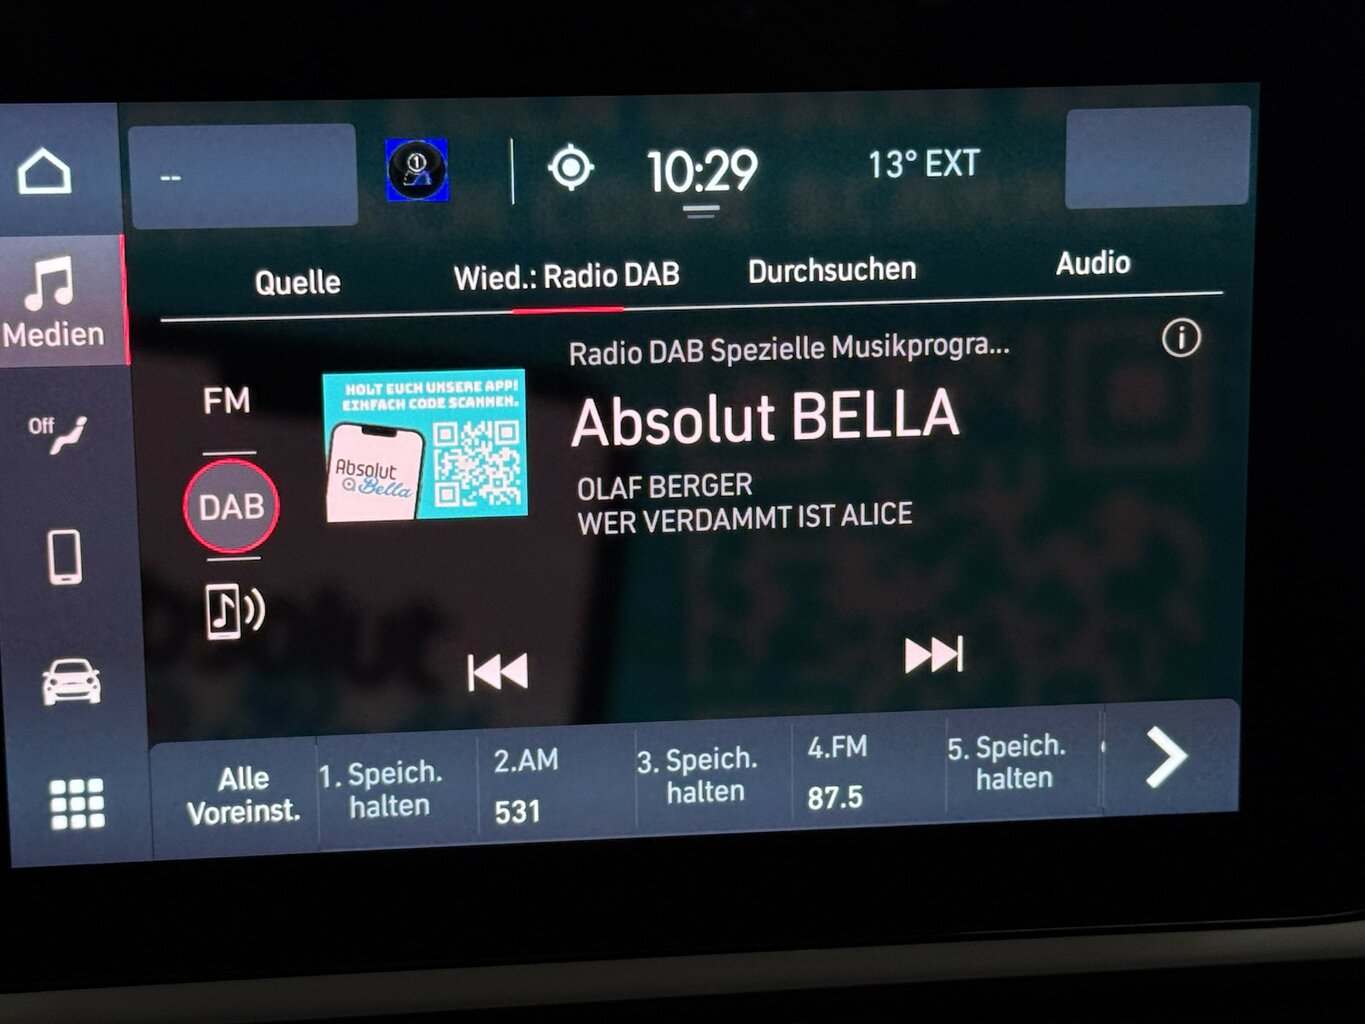 --
1
10:29
13° EXT
Quelle
Wied.: Radio DAB
Durchsuchen
Audio
Medien
Off
FM
DAB
HOLT EUCH UNSERE APP!
EINFACH CODE SCANNEN.
Absolut
Bella
Radio DAB Spezielle Musikprogra...
i
Absolut BELLA
OLAF BERGER
WER VERDAMMT IST ALICE
Alle
Voreinst.
1. Speich.
halten
2.AM
531
3. Speich.
halten
4.FM
87.5
5. Speich.
halten